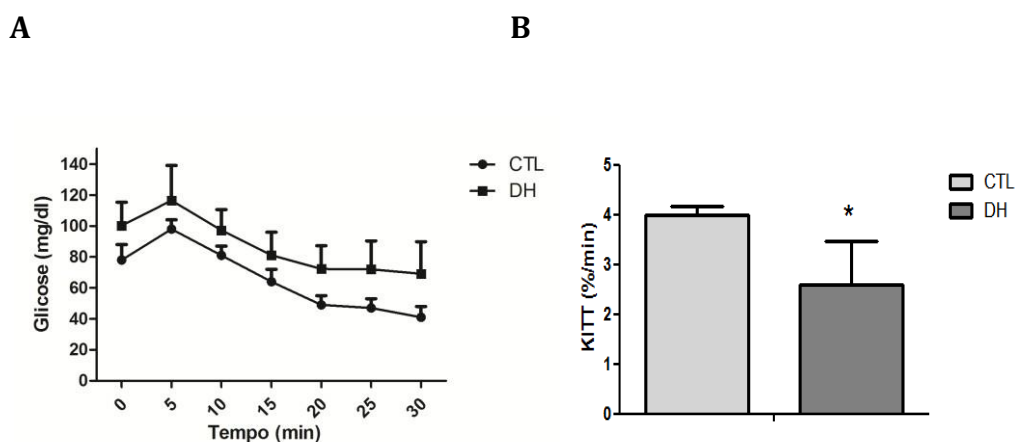 A
B
Glicose (mg/dl)
140
120
100
80
60
40
20
0
0 5 10 15 20 25 30
Tempo (min)
CTL
DH
KITT (%/min)
5
4
3
2
1
0
*
CTL
DH